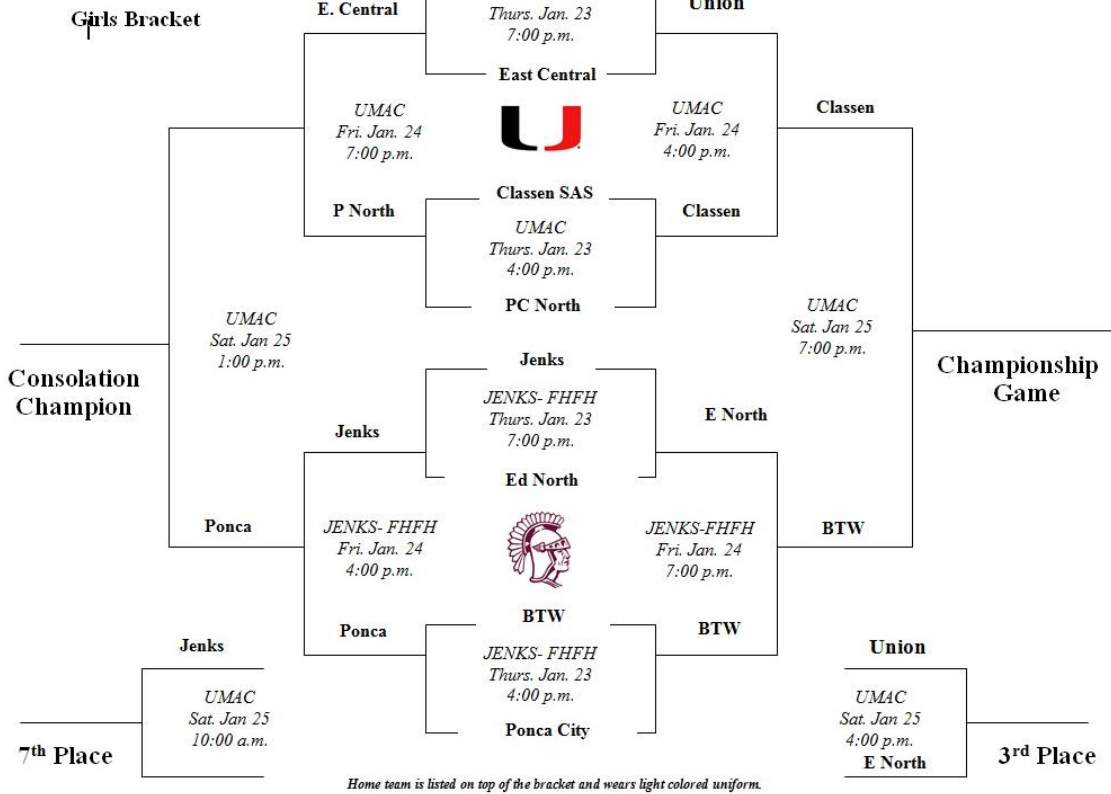 Girls Bracket
E. Central
Thurs. Jan. 23
7:00 p.m.
Union
East Central
UMAC
Fri. Jan. 24
7:00 p.m.
UMAC
Fri. Jan. 24
4:00 p.m.
Classen
Classen SAS
P North
Classen
UMAC
Thurs. Jan. 23
4:00 p.m.
PC North
UMAC
Sat. Jan 25
1:00 p.m.
UMAC
Sat. Jan 25
7:00 p.m.
Consolation
Champion
Championship
Game
Jenks
JENKS- FHFH
Thurs. Jan. 23
7:00 p.m.
Jenks
E North
Ed North
Ponca
JENKS- FHFH
Fri. Jan. 24
4:00 p.m.
JENKS-FHFH
Fri. Jan. 24
7:00 p.m.
BTW
BTW
Ponca
BTW
JENKS- FHFH
Thurs. Jan. 23
4:00 p.m.
Ponca City
Jenks
UMAC
Sat. Jan 25
10:00 a.m.
7th Place
Union
UMAC
Sat. Jan 25
4:00 p.m.
E North
3rd Place
Home team is listed on top of the bracket and wears light colored uniform.